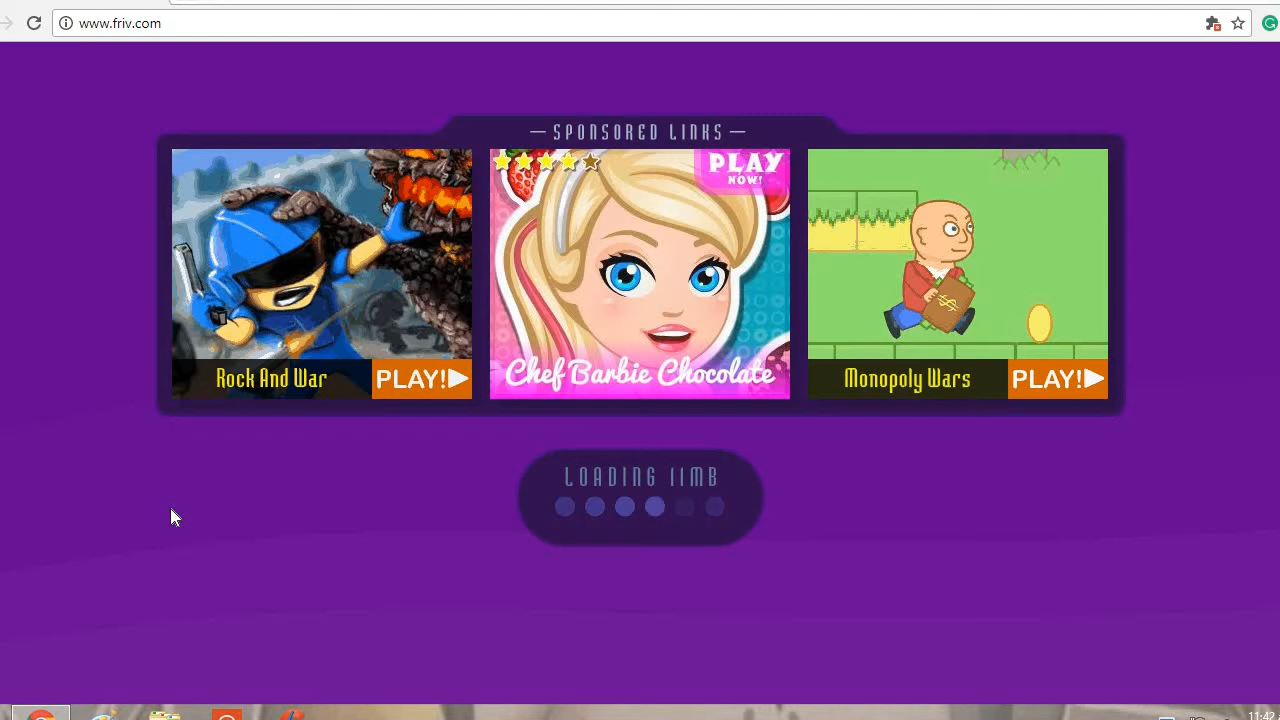 www.friv.com
— SPONSORED LINKS —
PLAY
NOW!
Rock And War
PLAY!
Chef Barbie Chocolate
Monopoly Wars
PLAY!
LOADING 11MB
11:42